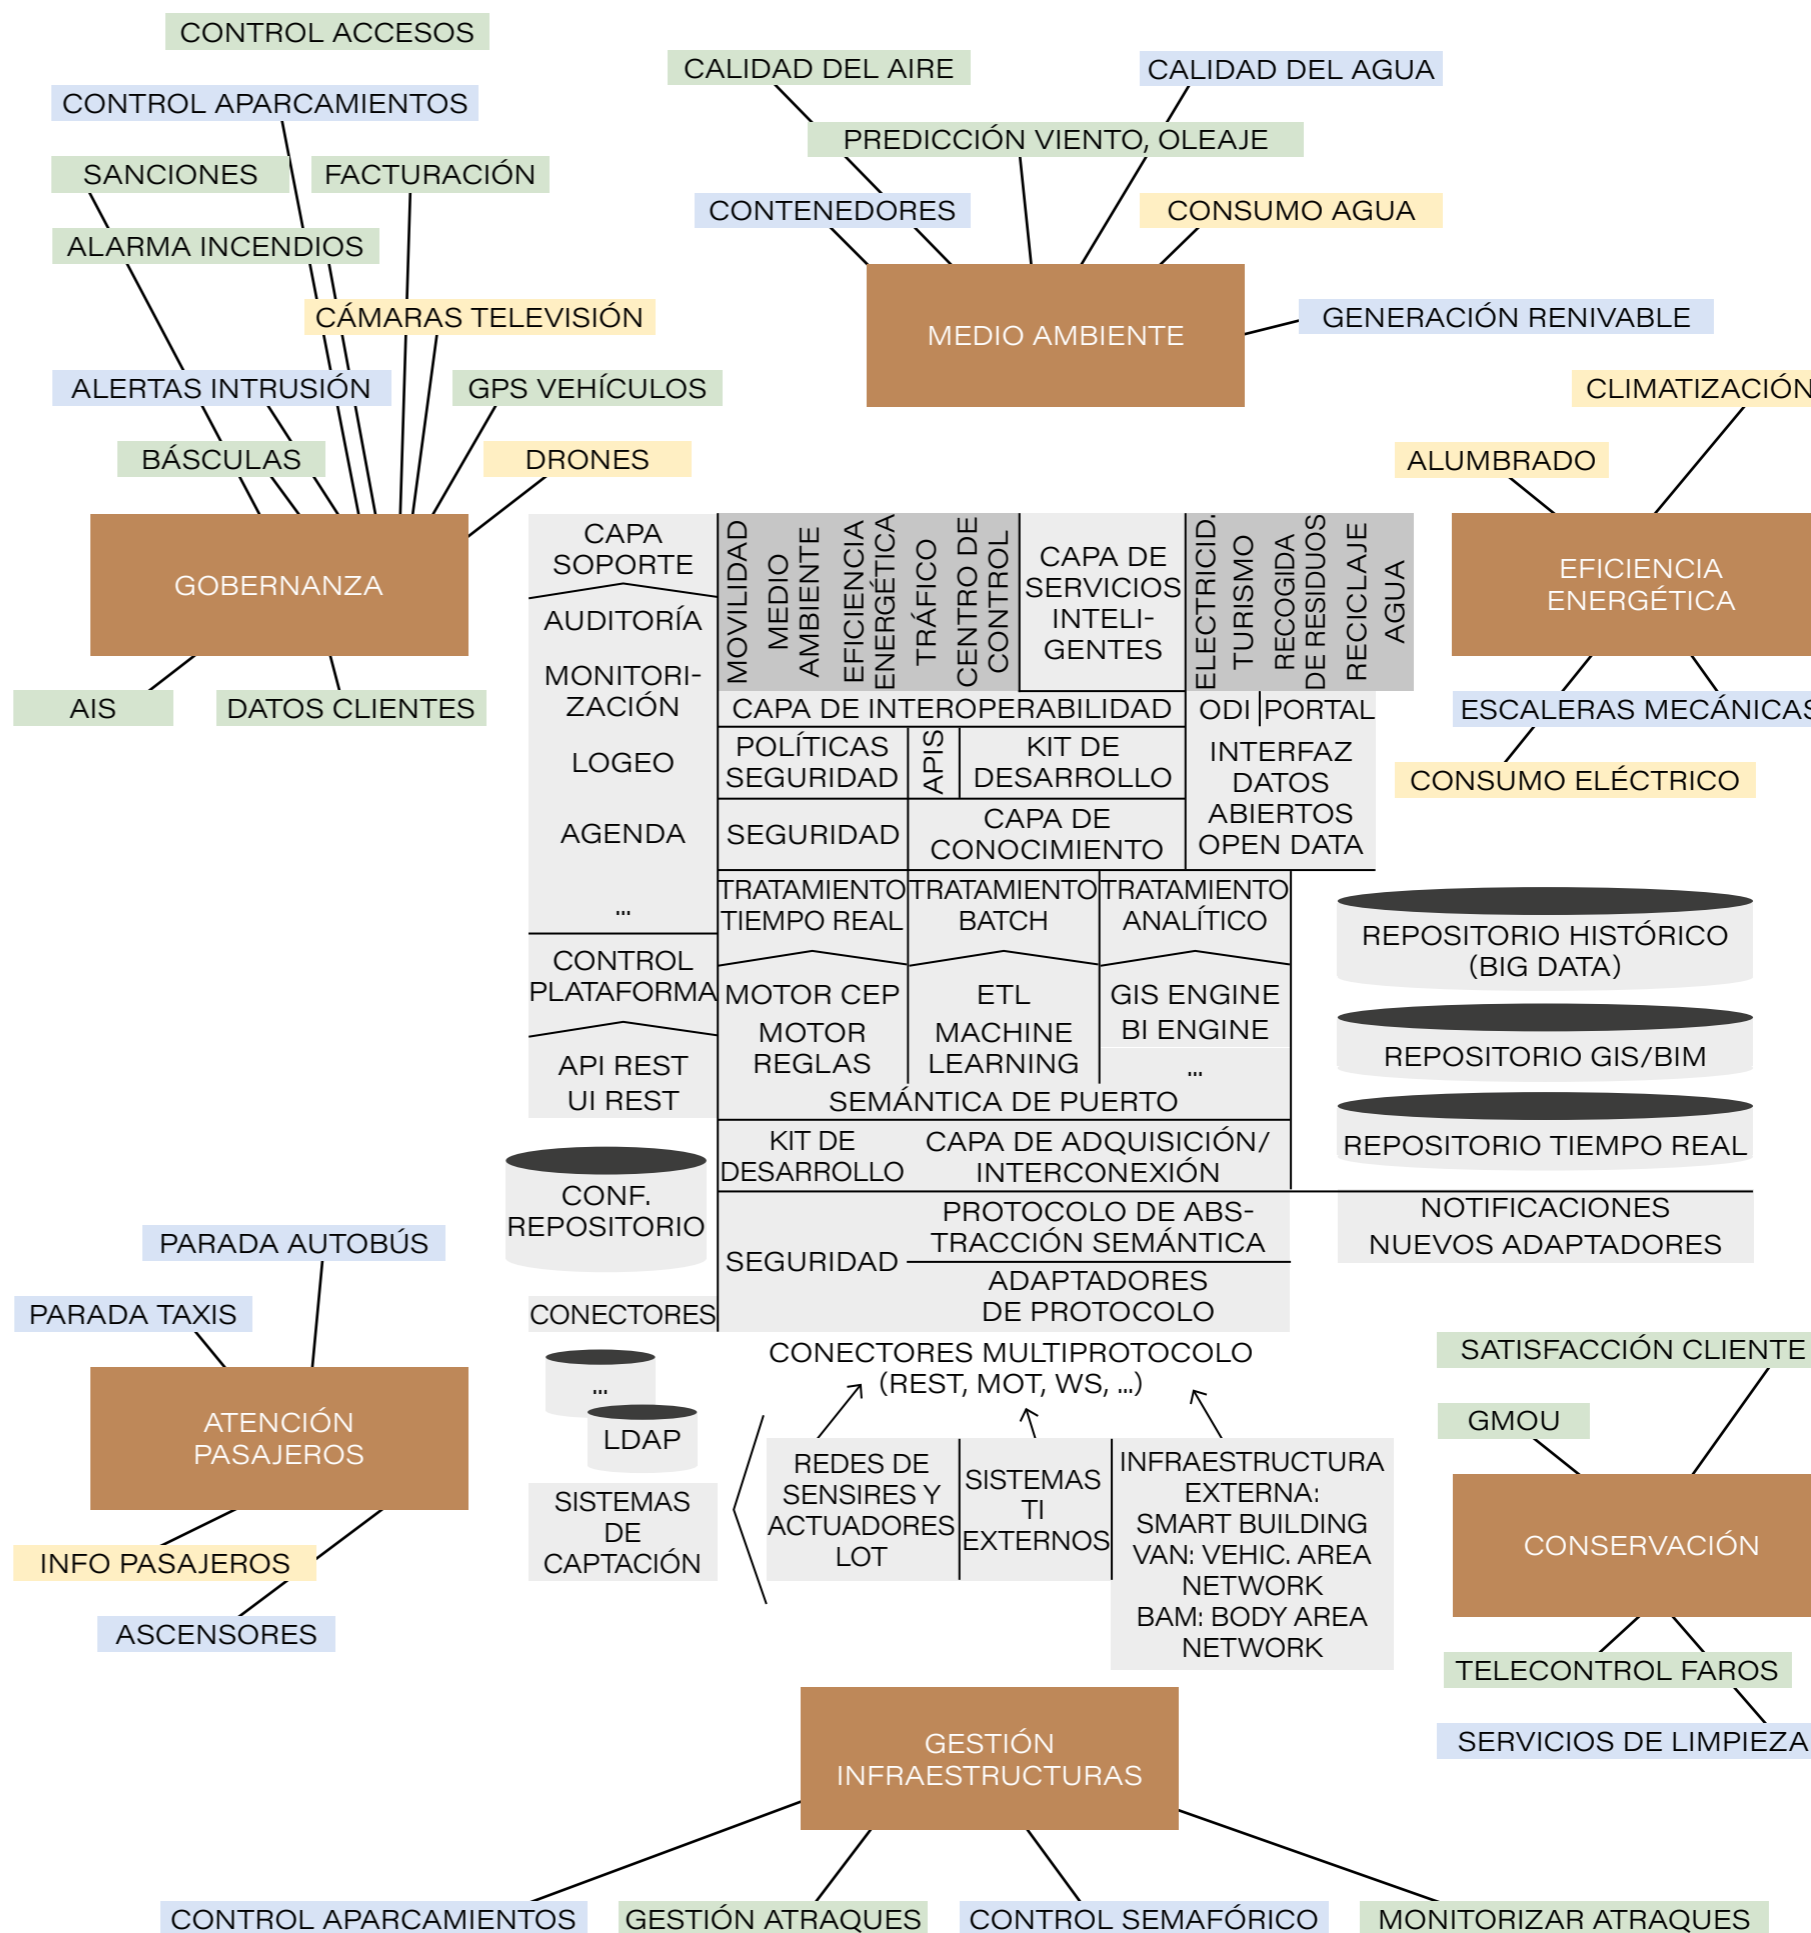 CONTROL ACCESOS
CONTROL APARCAMIENTOS
SANCIONES
FACTURACIÓN
ALARMA INCENDIOS
CÁMARAS TELEVISIÓN
ALERTAS INTRUSIÓN
GPS VEHÍCULOS
BÁSCULAS
DRONES
GOBERNANZA
AIS
DATOS CLIENTES
CALIDAD DEL AIRE
CALIDAD DEL AGUA
PREDICCIÓN VIENTO, OLEAJE
CONTENEDORES
CONSUMO AGUA
MEDIO AMBIENTE
GENERACIÓN RENIVABLE
CLIMATIZACIÓN
ALUMBRADO
EFICIENCIA
ENERGÉTICA
ESCALERAS MECÁNICAS
CONSUMO ELÉCTRICO
CAPA
SOPORTE
AUDITORÍA
MONITORI-
ZACIÓN
LOGEO
AGENDA
...
CONTROL
PLATAFORMA
API REST
UI REST
CONF.
REPOSITORIO
CONECTORES
...
LDAP
SISTEMAS
DE
CAPTACIÓN
MOVILIDAD
MEDIO
AMBIENTE
EFICIENCIA
ENERGÉTICA
TRÁFICO
CENTRO DE
CONTROL
CAPA DE
SERVICIOS
INTELI-
GENTES
ELECTRICID.
TURISMO
RECOGIDA
DE RESIDUOS
RECICLAJE
AGUA
CAPA DE INTEROPERABILIDAD
ODI PORTAL
POLÍTICAS
SEGURIDAD
APIS
KIT DE
DESARROLLO
INTERFAZ
DATOS
ABIERTOS
OPEN DATA
SEGURIDAD
CAPA DE
CONOCIMIENTO
TRATAMIENTO
TIEMPO REAL
TRATAMIENTO
BATCH
TRATAMIENTO
ANALÍTICO
MOTOR CEP
MOTOR
REGLAS
ETL
MACHINE
LEARNING
GIS ENGINE
BI ENGINE
...
SEMÁNTICA DE PUERTO
KIT DE
DESARROLLO
CAPA DE ADQUISICIÓN/
INTERCONEXIÓN
SEGURIDAD
PROTOCOLO DE ABS-
TRACCIÓN SEMÁNTICA
ADAPTADORES
DE PROTOCOLO
REPOSITORIO HISTÓRICO
(BIG DATA)
REPOSITORIO GIS/BIM
REPOSITORIO TIEMPO REAL
NOTIFICACIONES
NUEVOS ADAPTADORES
CONECTORES MULTIPROTOCOLO
(REST, MOT, WS, ...)
REDES DE
SENSIRES Y
ACTUADORES
LOT
SISTEMAS
TI
EXTERNOS
INFRAESTRUCTURA
EXTERNA:
SMART BUILDING
VAN: VEHIC. AREA
NETWORK
BAM: BODY AREA
NETWORK
PARADA AUTOBÚS
PARADA TAXIS
ATENCIÓN
PASAJEROS
INFO PASAJEROS
ASCENSORES
SATISFACCIÓN CLIENTE
GMOU
CONSERVACIÓN
TELECONTROL FAROS
SERVICIOS DE LIMPIEZA
GESTIÓN
INFRAESTRUCTURAS
CONTROL APARCAMIENTOS
GESTIÓN ATRAQUES
CONTROL SEMAFÓRICO
MONITORIZAR ATRAQUES